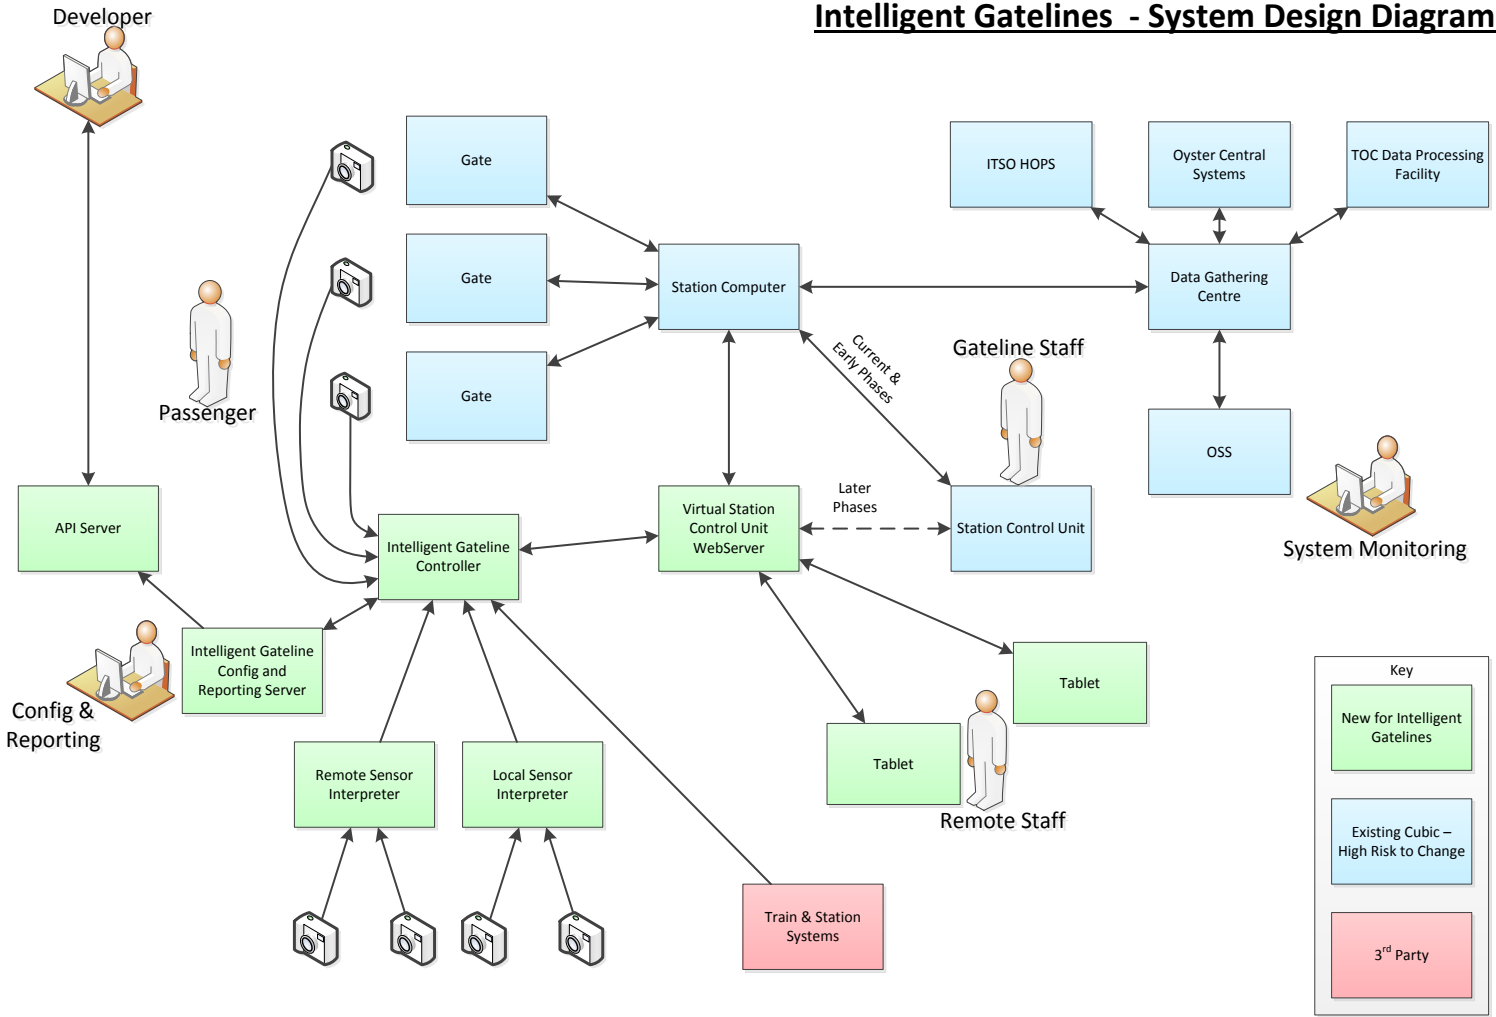 Intelligent Gatelines - System Design Diagram
Developer
Gate
ITSO HOPS
Oyster Central
Systems
TOC Data Processing
Facility
Gate
Station Computer
Data Gathering
Centre
Passenger
Gate
Current &
Early Phases
Gateline Staff
OSS
API Server
Intelligent Gateline
Controller
Virtual Station
Control Unit
WebServer
Later
Phases
Station Control Unit
System Monitoring
Config &
Reporting
Intelligent Gateline
Config and
Reporting Server
Tablet
Tablet
Remote Staff
Remote Sensor
Interpreter
Local Sensor
Interpreter
Train & Station
Systems
Key
New for Intelligent
Gatelines
Existing Cubic –
High Risk to Change
3rd Party